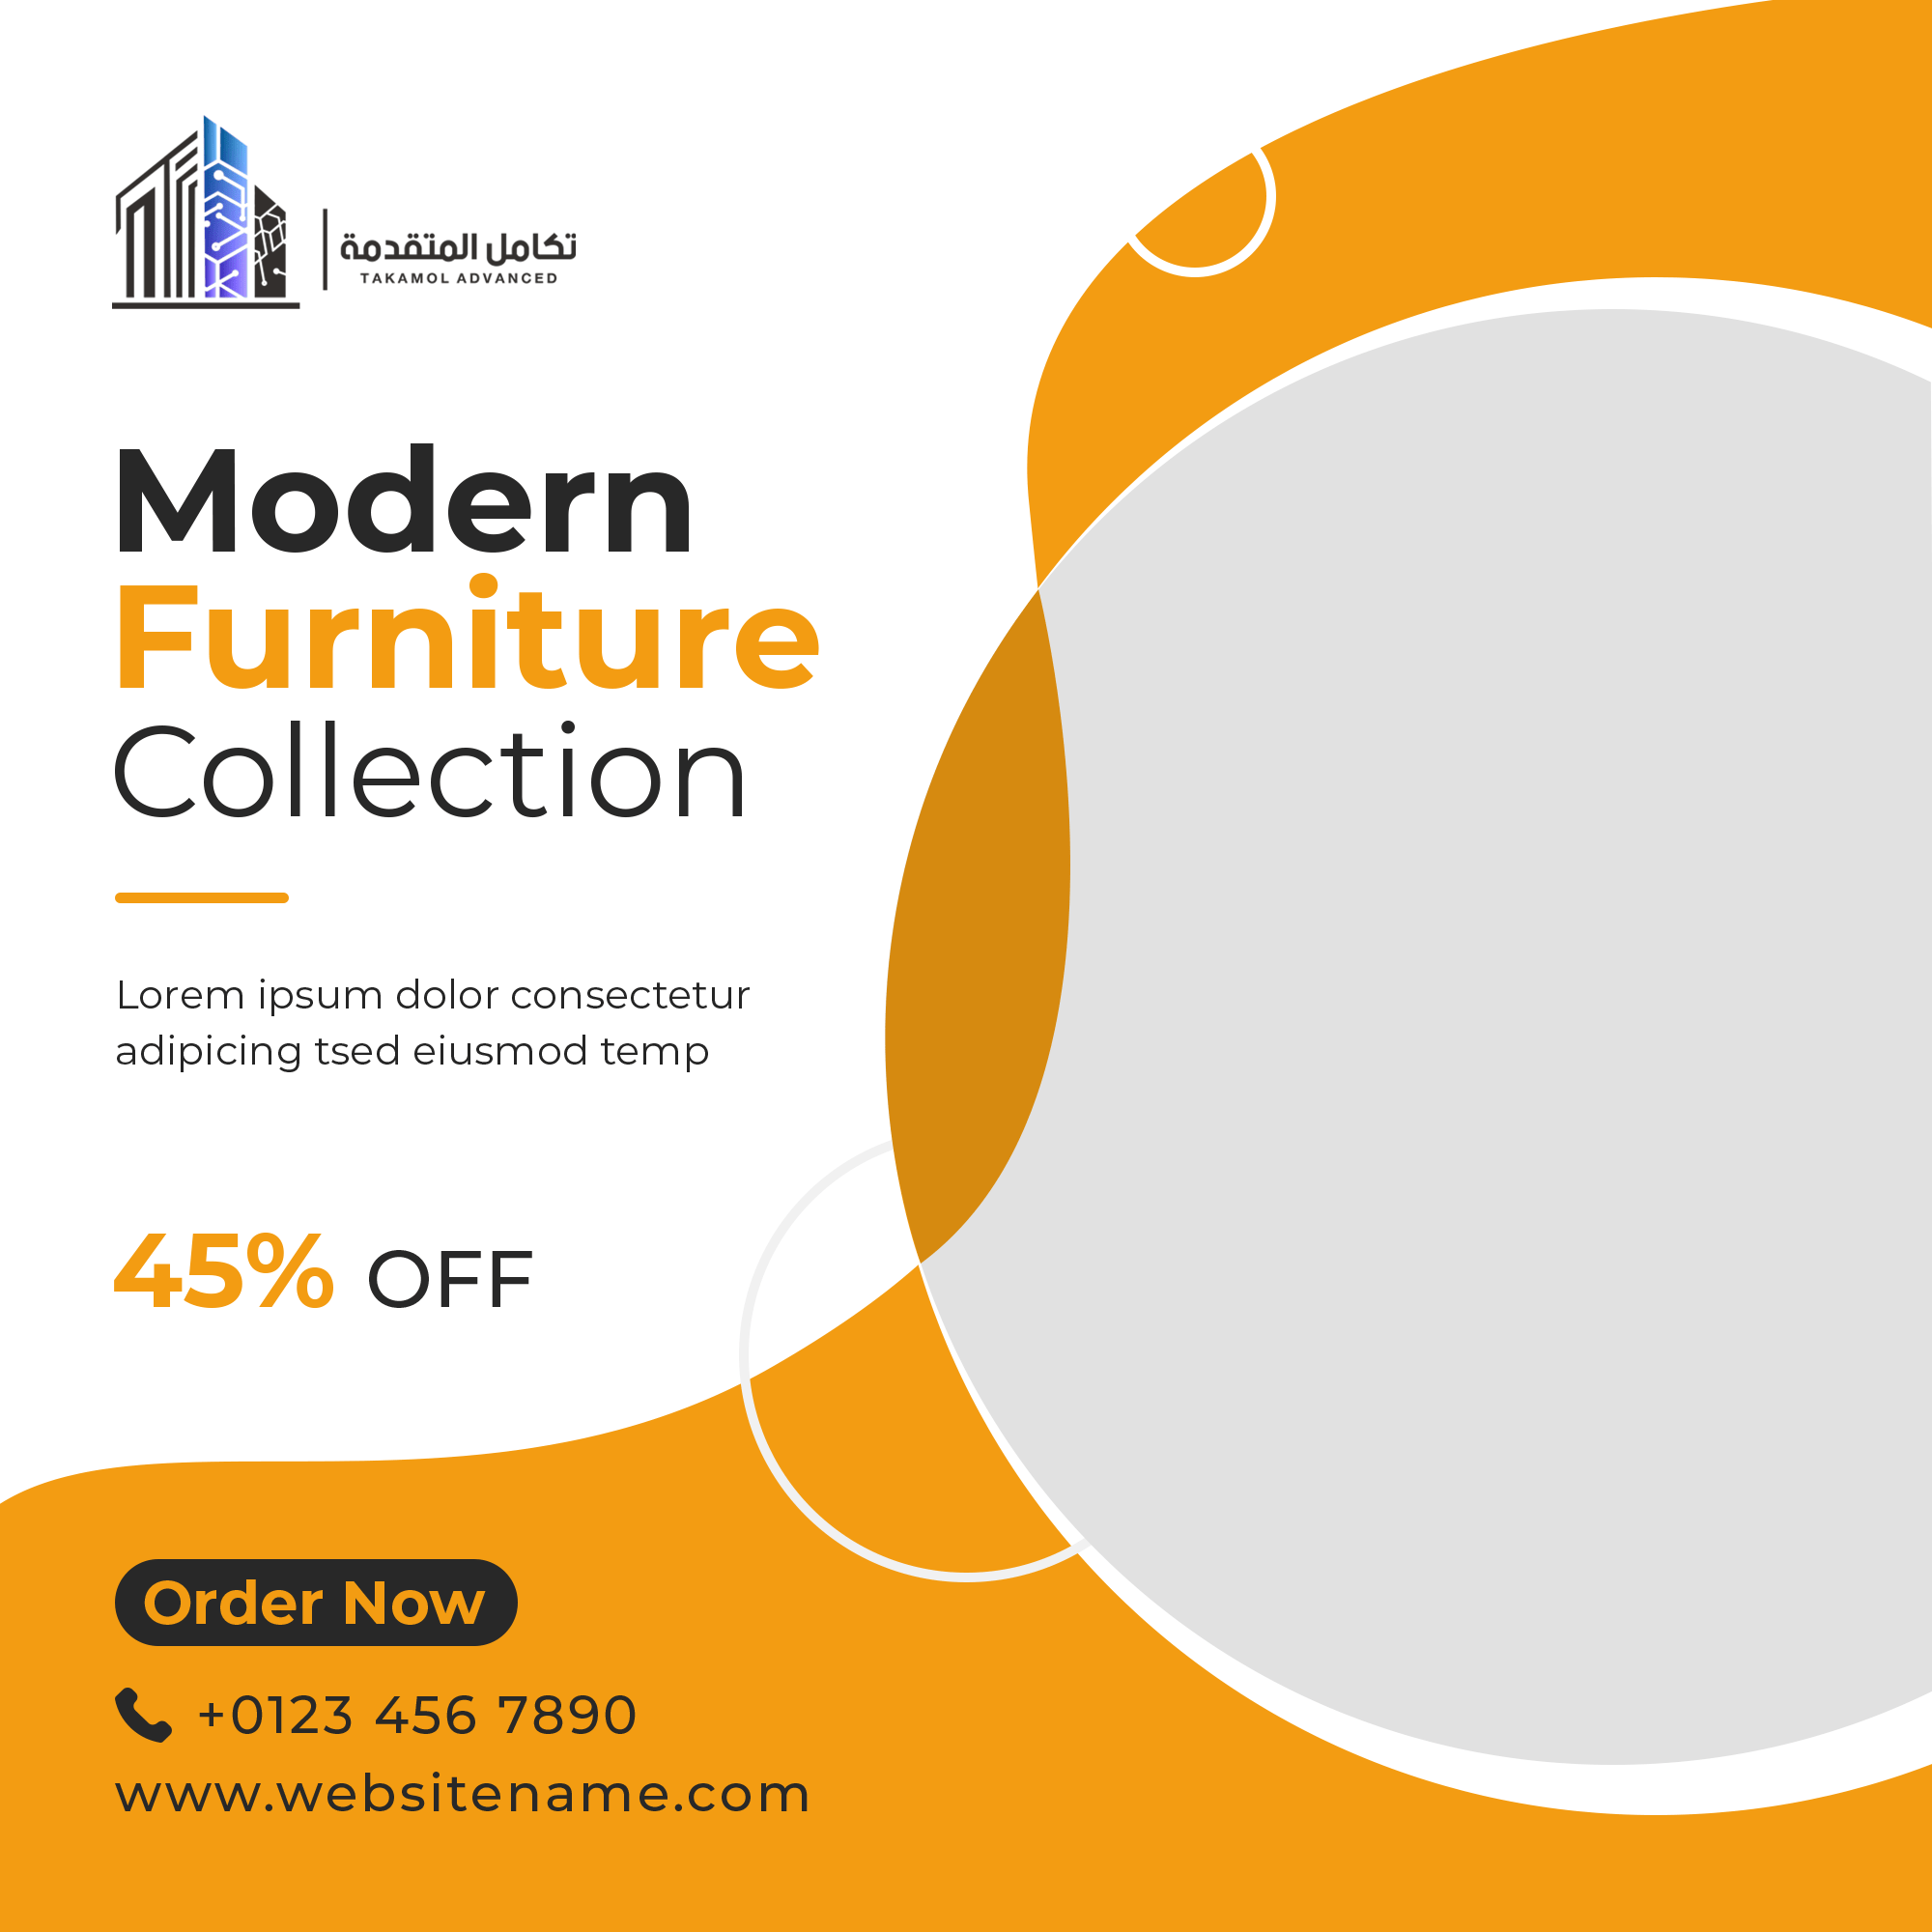 تكامل المتقدمة
TAKAMOL ADVANCED
Modern
Furniture
Collection
Lorem ipsum dolor consectetur
adipicing tsed eiusmod temp
45% OFF
Order Now
+0123 456 7890
www.websitename.com